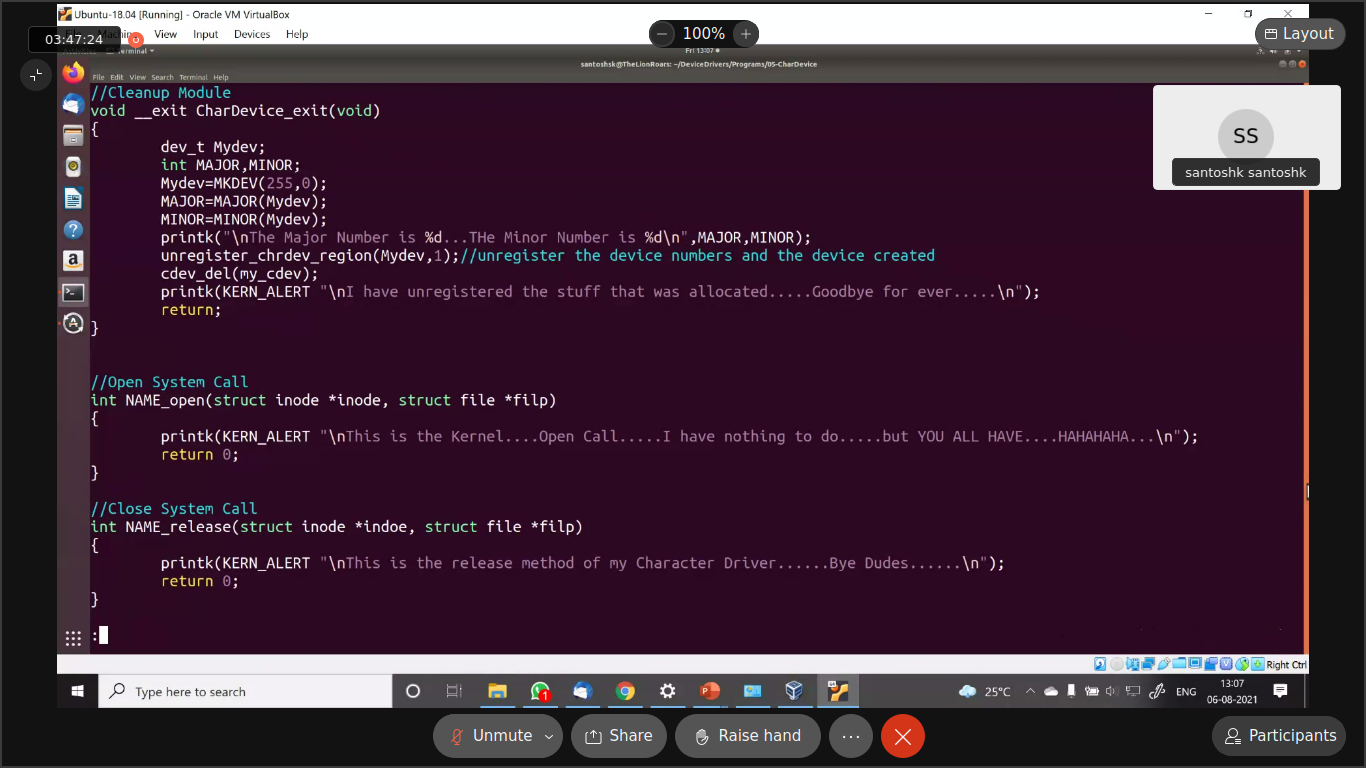 Ubuntu-18.04 [Running] - Oracle VM VirtualBox
03:47:24
View Input Devices Help
100%
Layout
Terminal
Fri 13:07
santoshsk@TheLionRoars: ~/DeviceDrivers/Programs/05-CharDevice
File Edit View Search Terminal Help
//Cleanup Module
void __exit CharDevice_exit(void)
{
dev_t Mydev;
int MAJOR,MINOR;
Mydev=MKDEV(255,0);
MAJOR=MAJOR(Mydev);
MINOR=MINOR(Mydev);
printk("\nThe Major Number is %d...THe Minor Number is %d\n",MAJOR,MINOR);
unregister_chrdev_region(Mydev,1);//unregister the device numbers and the device created
cdev_del(my_cdev);
printk(KERN_ALERT "\nI have unregistered the stuff that was allocated.....Goodbye for ever.....\n");
return;
}
//Open System Call
int NAME_open(struct inode *inode, struct file *filp)
{
printk(KERN_ALERT "\nThis is the Kernel....Open Call.....I have nothing to do.....but YOU ALL HAVE....HAHAHAHA...\n");
return 0;
}
//Close System Call
int NAME_release(struct inode *indoe, struct file *filp)
{
printk(KERN_ALERT "\nThis is the release method of my Character Driver......Bye Dudes......\n");
return 0;
}
:
SS
santoshk santoshk
Right Ctrl
Type here to search
1
25°C
ENG
13:07
06-08-2021
Unmute
Share
Raise hand
Participants